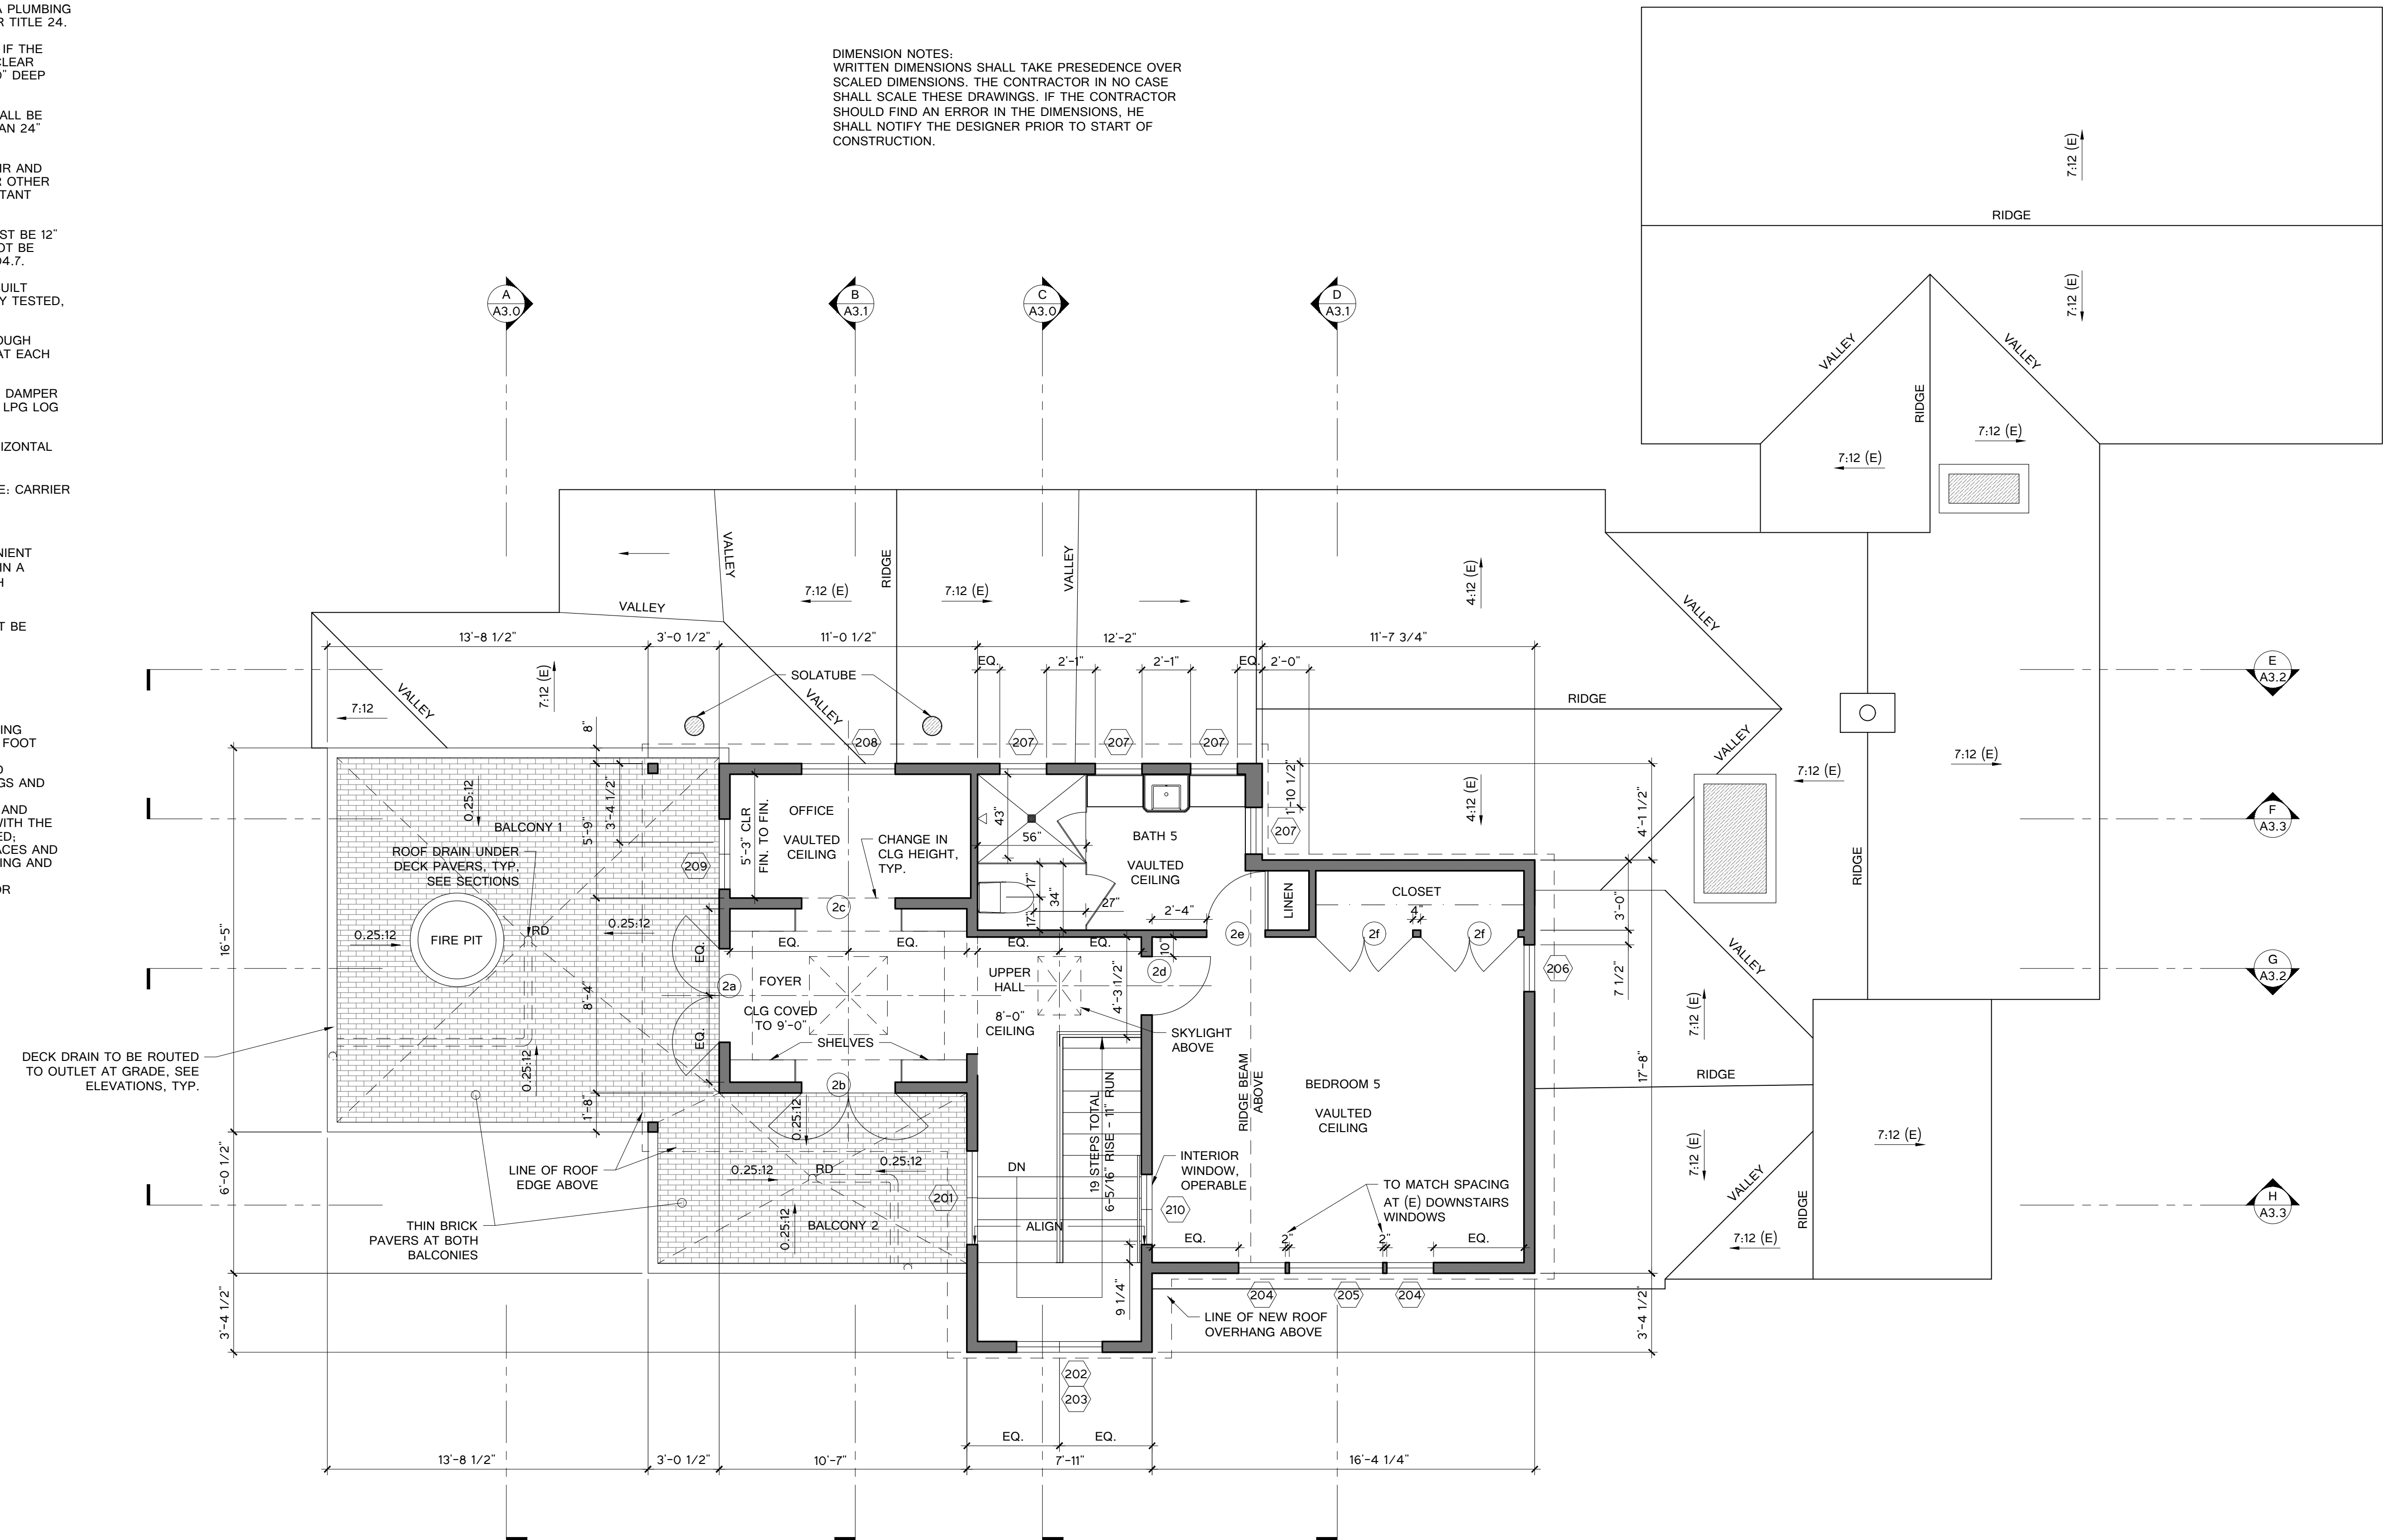 A PLUMBING
R TITLE 24.
IF THE
CLEAR
0" DEEP
ALL BE
AN 24"
IR AND
R OTHER
TANT
ST BE 12"
OT BE
04.7.
UILT
Y TESTED,
OUGH
AT EACH
DAMPER
LPG LOG
IZONTAL
E: CARRIER
NIENT
IN A
H
T BE
ING
FOOT
D
GS AND
AND
WITH THE
ED;
ACES AND
ING AND
OR
DIMENSION NOTES:
WRITTEN DIMENSIONS SHALL TAKE PRESEDENCE OVER
SCALED DIMENSIONS. THE CONTRACTOR IN NO CASE
SHALL SCALE THESE DRAWINGS. IF THE CONTRACTOR
SHOULD FIND AN ERROR IN THE DIMENSIONS, HE
SHALL NOTIFY THE DESIGNER PRIOR TO START OF
CONSTRUCTION.
7:12 (E)
RIDGE
7:12 (E)
VALLEY
VALLEY
RIDGE
7:12 (E)
7:12 (E)
A
A3.0
B
A3.1
C
A3.0
D
A3.1
VALLEY
RIDGE
VALLEY
7:12 (E)
7:12 (E)
4:12 (E)
VALLEY
VALLEY
13'-8 1/2"
3'-0 1/2"
11'-0 1/2"
12'-2"
11'-7 3/4"
EQ.
2'-1"
2'-1"
EQ.
2'-0"
E
A3.2
7:12 (E)
SOLATUBE
VALLEY
VALLEY
RIDGE
7:12
8"
208
207
207
207
VALLEY
7:12 (E)
7:12 (E)
0.25:12
3'-4 1/2"
5'-9"
BALCONY 1
OFFICE
VAULTED
CEILING
5'-3" CLR
FIN. TO FIN.
CHANGE IN
CLG HEIGHT,
TYP.
43"
56"
BATH 5
VAULTED
CEILING
1'-10 1/2"
207
4:12 (E)
4'-1 1/2"
F
A3.3
RIDGE
ROOF DRAIN UNDER
DECK PAVERS, TYP,
SEE SECTIONS
209
17"
34"
17"
27"
2'-4"
LINEN
CLOSET
4"
3'-0"
2c
2e
2f
2f
16'-5"
0.25:12
FIRE PIT
RD
0.25:12
EQ.
EQ.
EQ.
EQ.
EQ.
10"
VALLEY
2a
FOYER
CLG COVED
TO 9'-0"
UPPER
HALL
8'-0"
CEILING
4'-3 1/2"
2d
206
7 1/2"
G
A3.2
8'-4"
EQ.
SHELVES
SKYLIGHT
ABOVE
7:12 (E)
DECK DRAIN TO BE ROUTED
TO OUTLET AT GRADE, SEE
ELEVATIONS, TYP.
0.25:12
2b
RIDGE BEAM
ABOVE
BEDROOM 5
VAULTED
CEILING
17'-8"
RIDGE
1'-8"
0.25:12
19 STEPS TOTAL
6-5/16" RISE - 11" RUN
7:12 (E)
7:12 (E)
LINE OF ROOF
EDGE ABOVE
0.25:12
RD
0.25:12
DN
INTERIOR
WINDOW,
OPERABLE
6'-0 1/2"
201
210
TO MATCH SPACING
AT (E) DOWNSTAIRS
WINDOWS
VALLEY
RIDGE
H
A3.3
THIN BRICK
PAVERS AT BOTH
BALCONIES
0.25:12
BALCONY 2
ALIGN
EQ.
2"
2"
EQ.
7:12 (E)
3'-4 1/2"
9 1/4"
204
205
204
LINE OF NEW ROOF
OVERHANG ABOVE
3'-4 1/2"
202
203
EQ.
EQ.
13'-8 1/2"
3'-0 1/2"
10'-7"
7'-11"
16'-4 1/4"